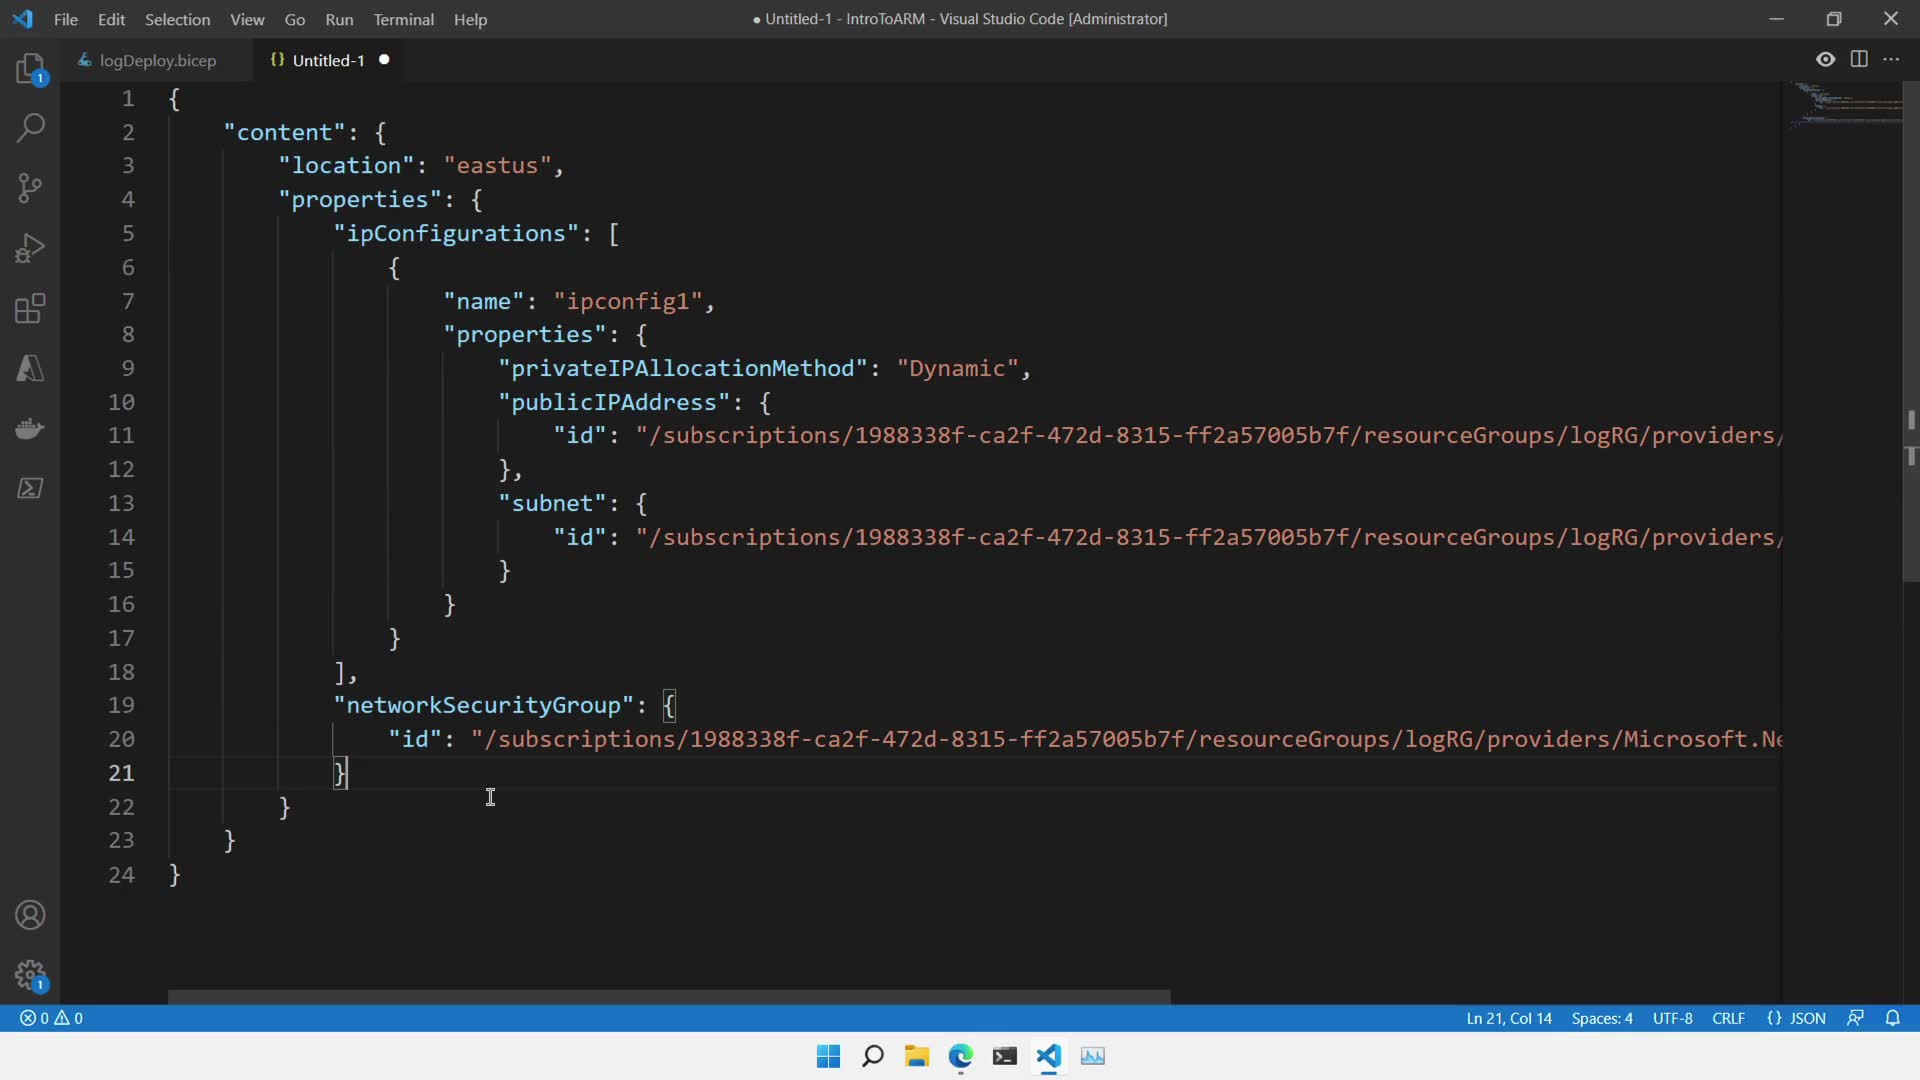 File Edit Selection View Go Run Terminal Help
● Untitled-1 - IntroToARM - Visual Studio Code [Administrator]
logDeploy.bicep
{} Untitled-1 ●
1 {
2 "content": {
3 "location": "eastus",
4 "properties": {
5 "ipConfigurations": [
6 {
7 "name": "ipconfig1",
8 "properties": {
9 "privateIPAllocationMethod": "Dynamic",
10 "publicIPAddress": {
11 "id": "/subscriptions/1988338f-ca2f-472d-8315-ff2a57005b7f/resourceGroups/logRG/providers/
12 },
13 "subnet": {
14 "id": "/subscriptions/1988338f-ca2f-472d-8315-ff2a57005b7f/resourceGroups/logRG/providers/
15 }
16 }
17 }
18 ],
19 "networkSecurityGroup": {
20 "id": "/subscriptions/1988338f-ca2f-472d-8315-ff2a57005b7f/resourceGroups/logRG/providers/Microsoft.Ne
21 }
22 }
23 }
24 }
1
1
0 0
Ln 21, Col 14 Spaces: 4 UTF-8 CRLF {} JSON